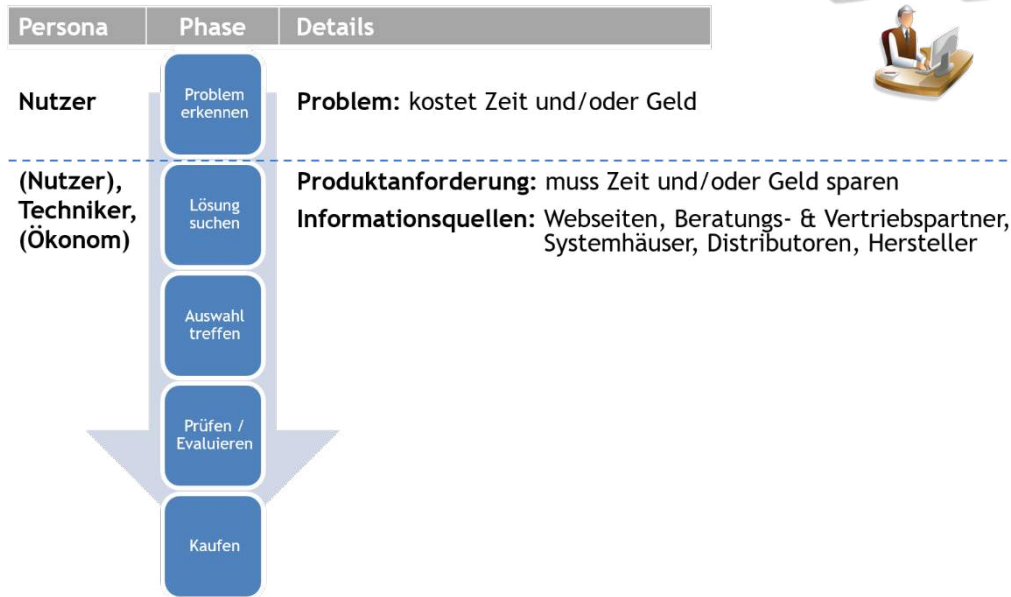 Persona Phase Details
Nutzer
Problem
erkennen
Problem: kostet Zeit und/oder Geld
(Nutzer),
Techniker,
(Ökonom)
Lösung
suchen
Produktanforderung: muss Zeit und/oder Geld sparen
Informationsquellen: Webseiten, Beratungs- & Vertriebspartner,
Systemhäuser, Distributoren, Hersteller
Auswahl
treffen
Prüfen /
Evaluieren
Kaufen